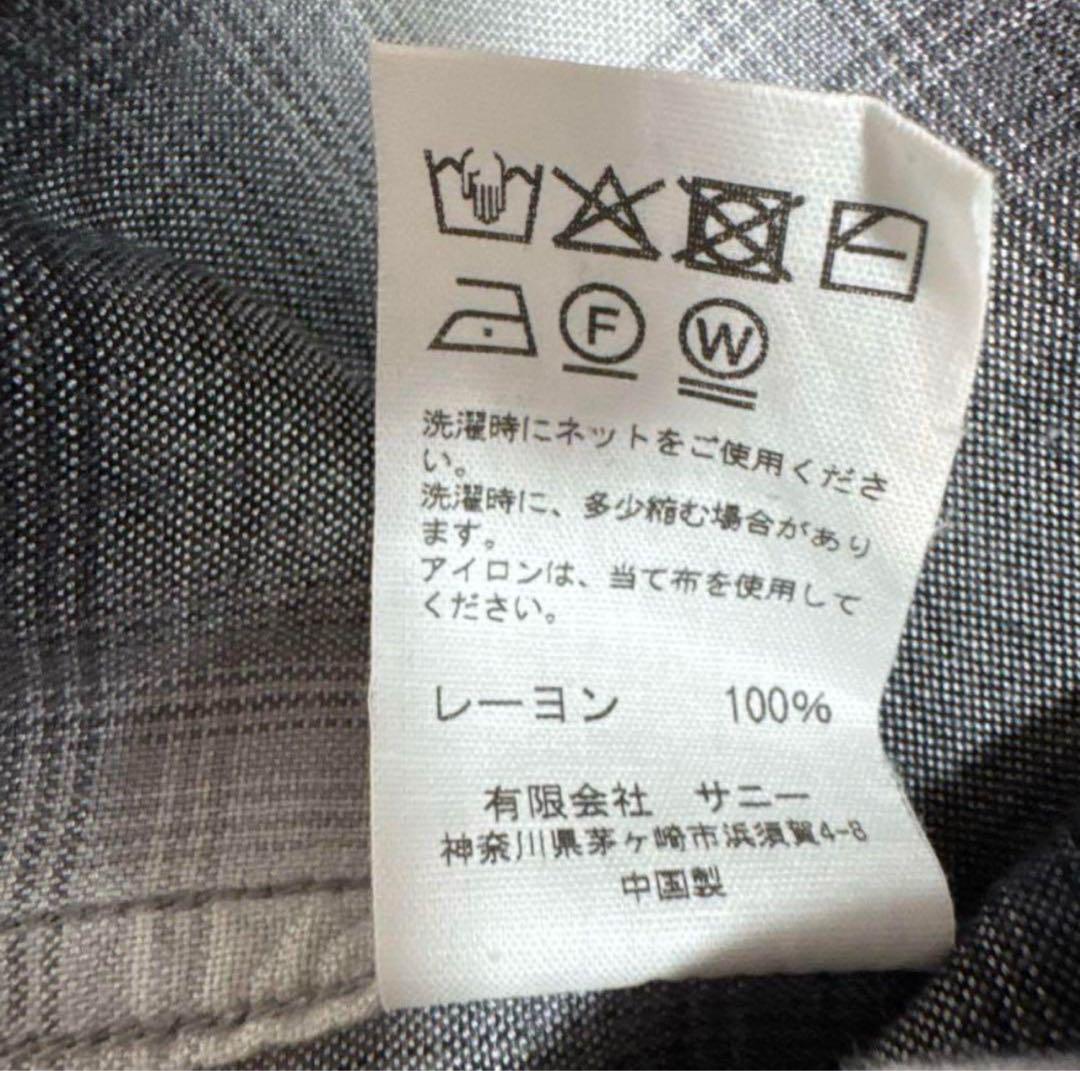 F W
洗濯時にネットをご使用くださ
い。
洗濯時に、多少縮む場合があり
ます。
アイロンは、当て布を使用して
ください。
レーヨン 100%
有限会社 サニー
神奈川県茅ヶ崎市浜須賀4-8
中国製